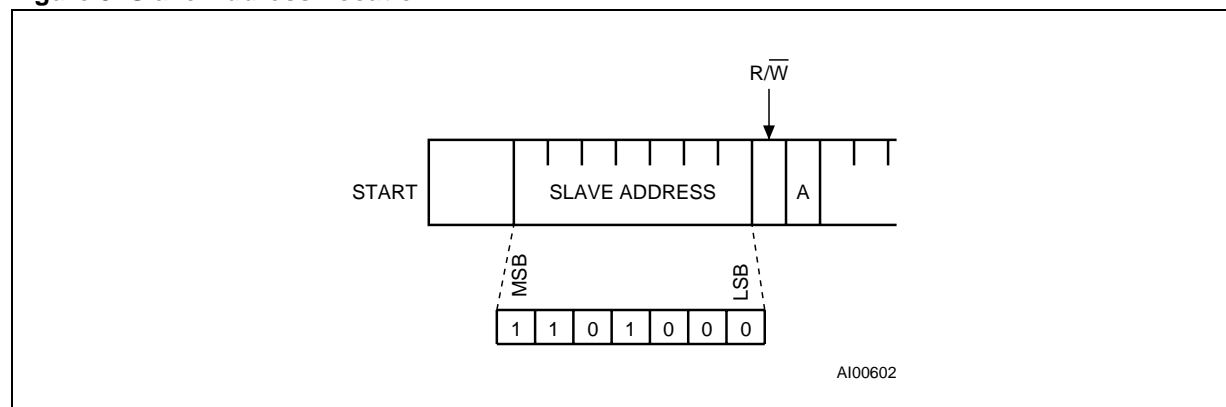 R/W̅
START
SLAVE ADDRESS
A
MSB
LSB
1 1 0 1 0 0 0
AI00602